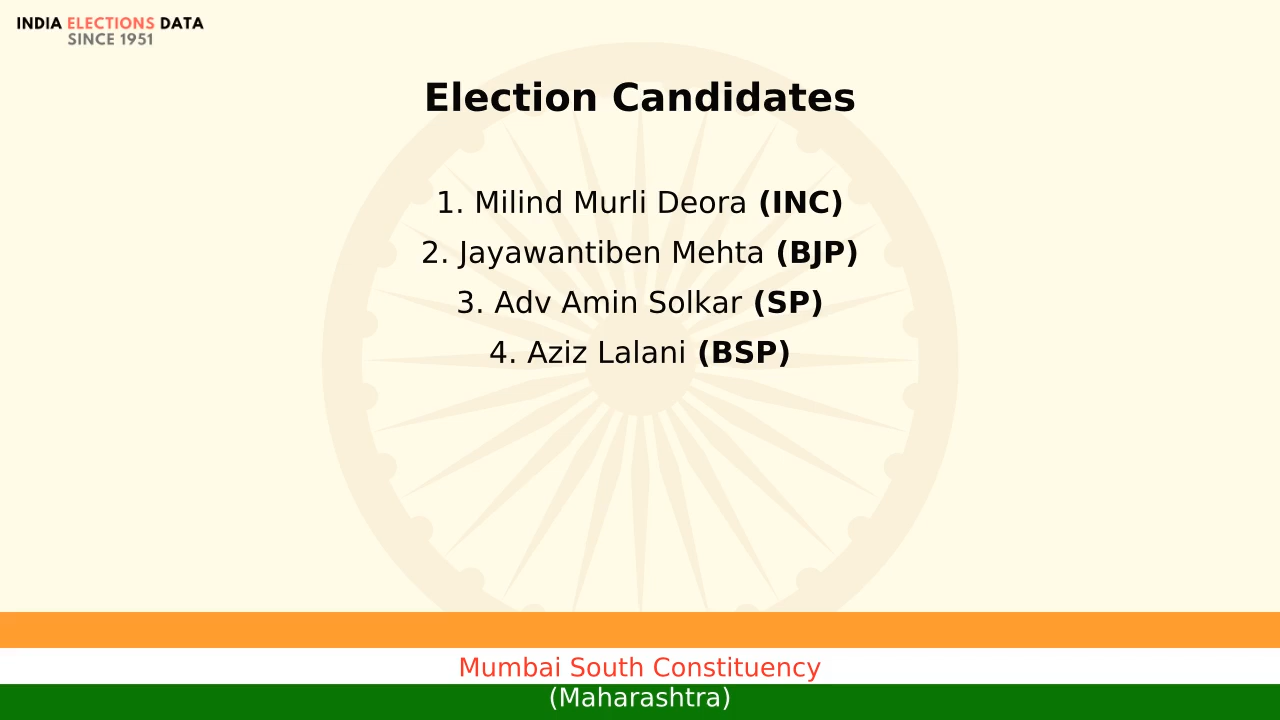 INDIA ELECTIONS DATA
SINCE 1951
Election Candidates
1. Milind Murli Deora (INC)
2. Jayawantiben Mehta (BJP)
3. Adv Amin Solkar (SP)
4. Aziz Lalani (BSP)
Mumbai South Constituency
(Maharashtra)